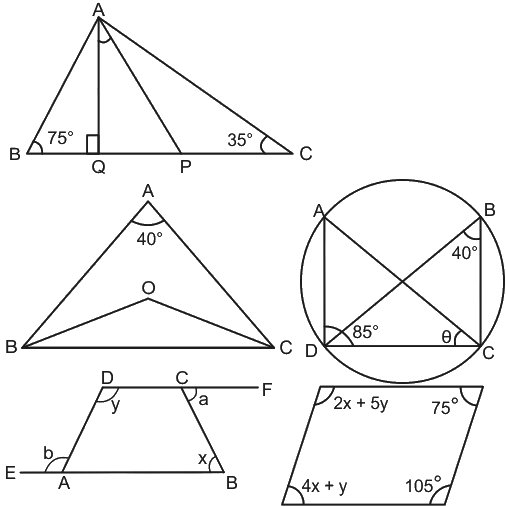 A
B 75° 35° C
Q P
A
40°
O
B C
A B
40°
85° θ
D C
D C F
y a
b x
E A B
2x + 5y 75°
4x + y 105°